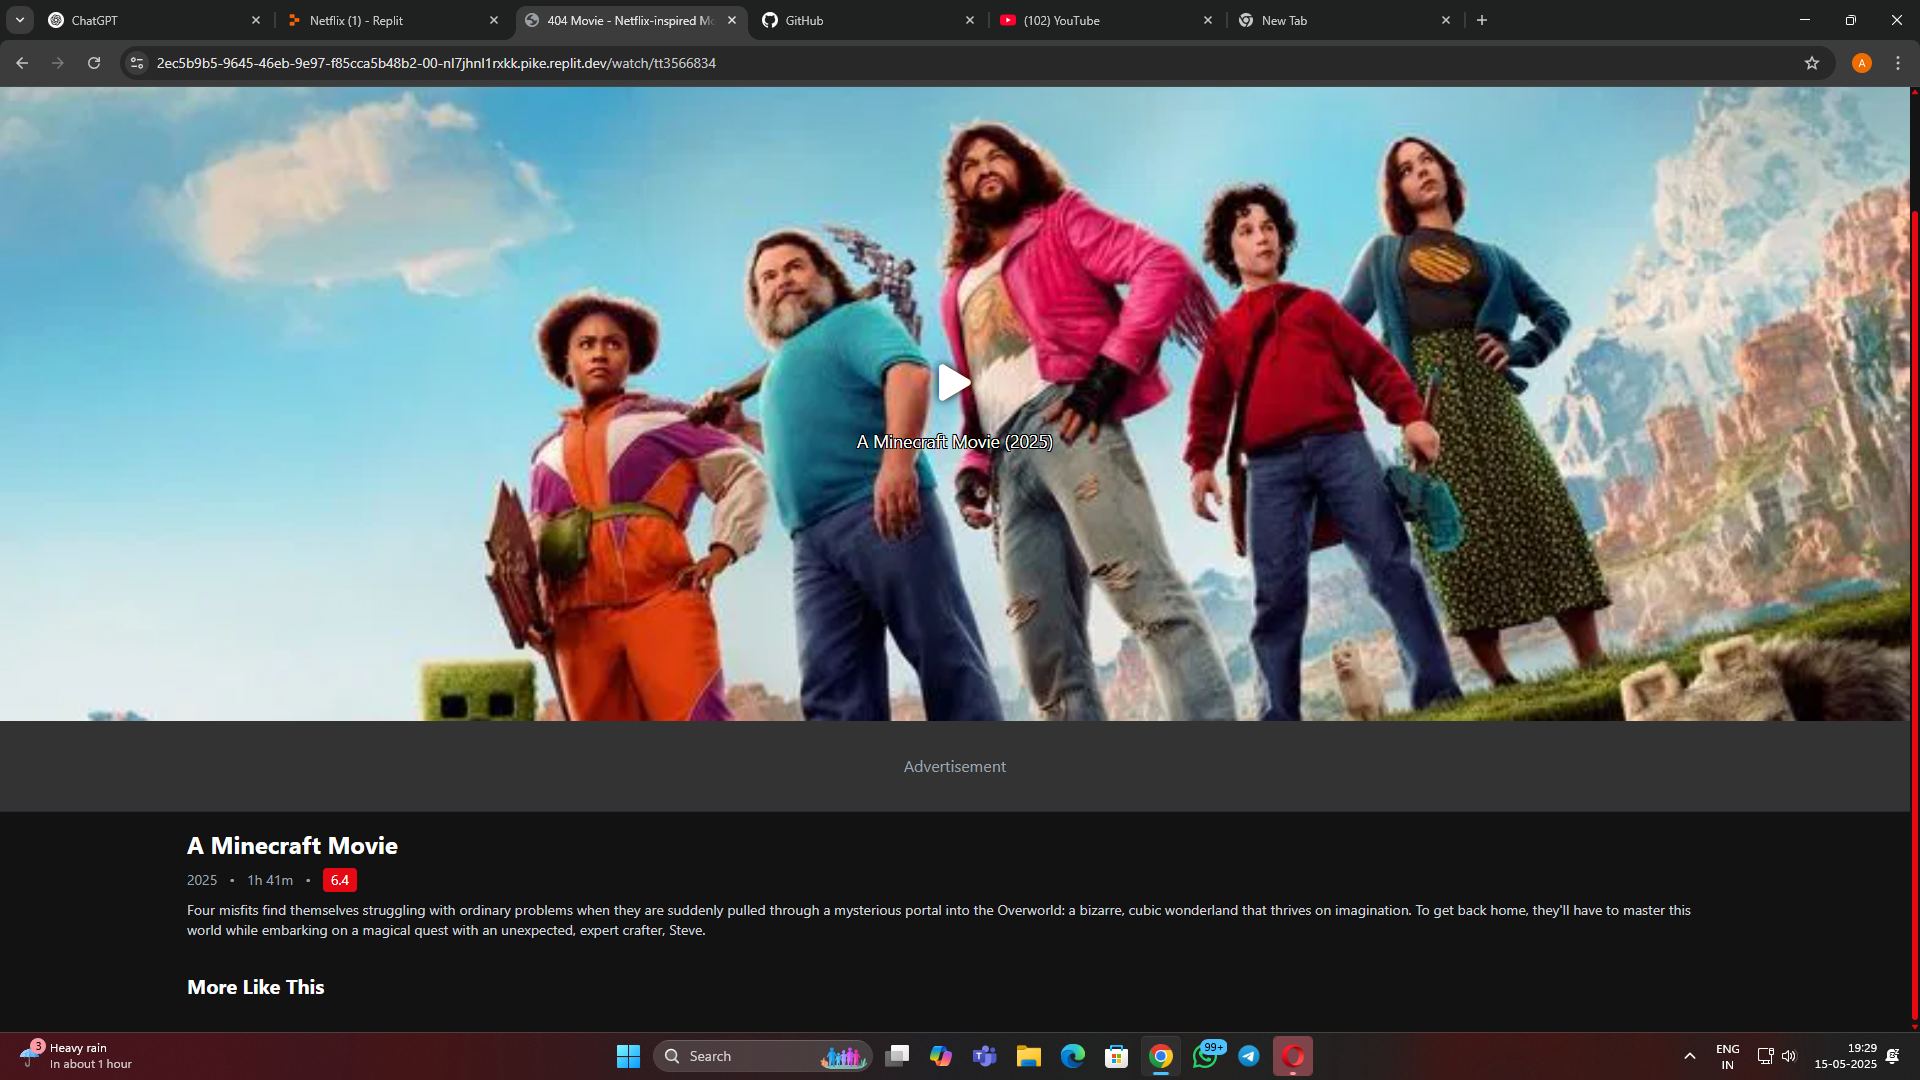 ChatGPT
Netflix (1) - Replit
404 Movie - Netflix-inspired Mo
GitHub
(102) YouTube
New Tab
2ec5b9b5-9645-46eb-9e97-f85cca5b48b2-00-nl7jhnl1rxkk.pike.replit.dev/watch/tt3566834
A
A Minecraft Movie (2025)
Advertisement
A Minecraft Movie
2025 • 1h 41m • 6.4
Four misfits find themselves struggling with ordinary problems when they are suddenly pulled through a mysterious portal into the Overworld: a bizarre, cubic wonderland that thrives on imagination. To get back home, they'll have to master this
world while embarking on a magical quest with an unexpected, expert crafter, Steve.
More Like This
3
Heavy rain
In about 1 hour
Search
99+
ENG
IN
19:29
15-05-2025